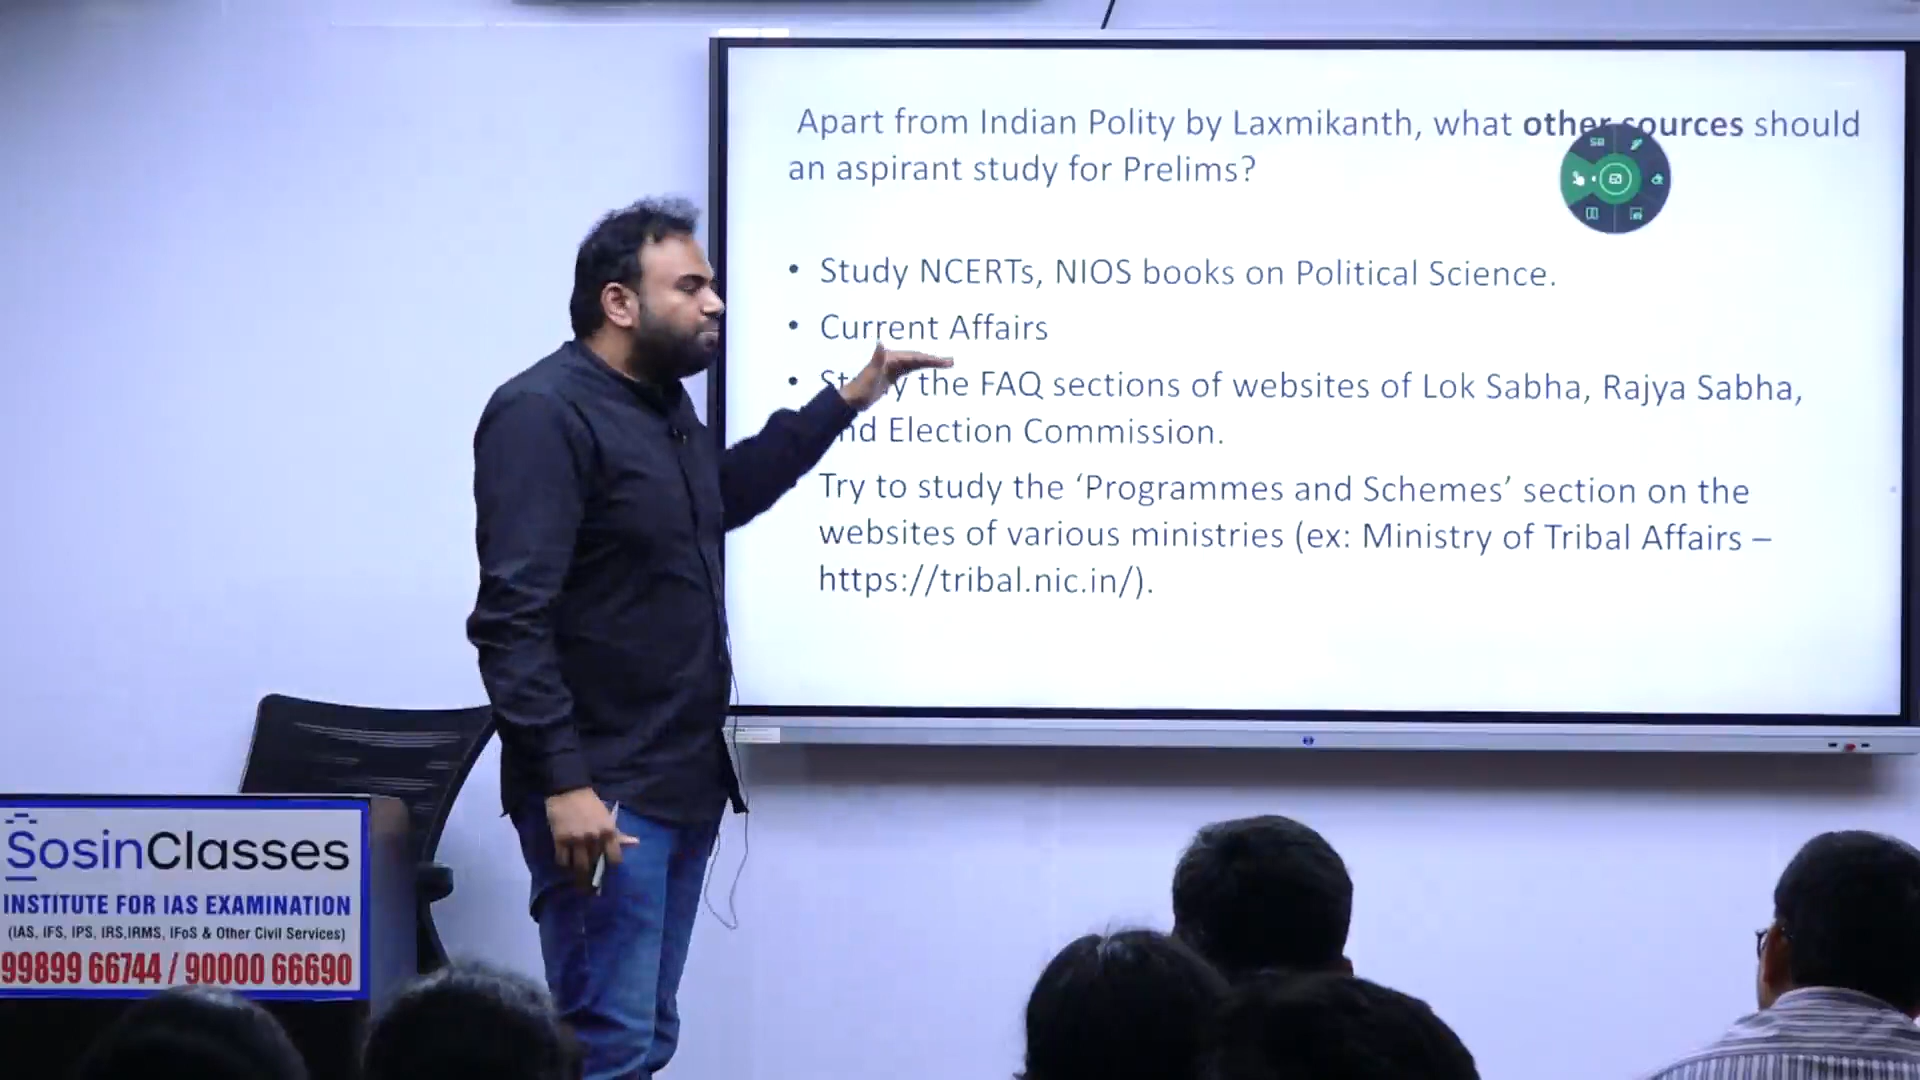 Apart from Indian Polity by Laxmikanth, what other sources should
an aspirant study for Prelims?
• Study NCERTs, NIOS books on Political Science.
• Current Affairs
• the FAQ sections of websites of Lok Sabha, Rajya Sabha,
Election Commission.
Try to study the ‘Programmes and Schemes’ section on the
websites of various ministries (ex: Ministry of Tribal Affairs –
https://tribal.nic.in/).
SosinClasses
INSTITUTE FOR IAS EXAMINATION
(IAS, IFS, IPS, IRS,IRMS, IFoS & Other Civil Services)
99899 66744 / 90000 66690